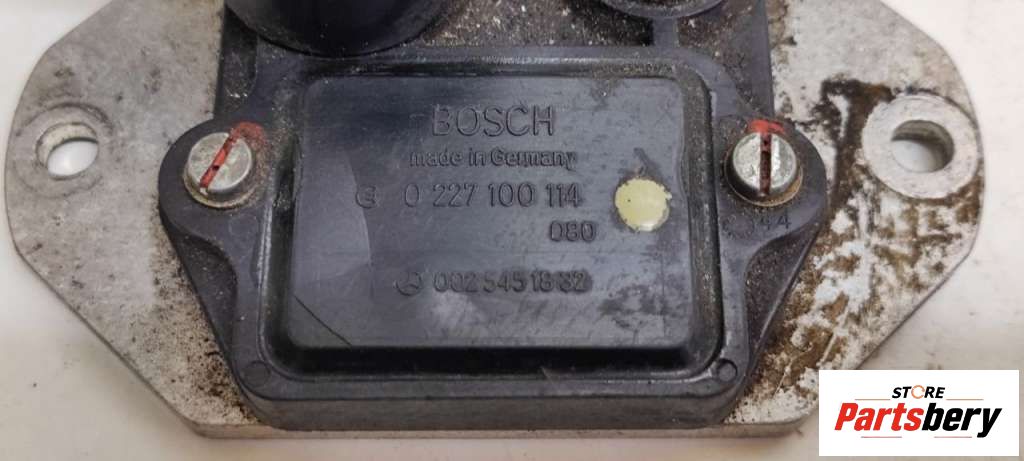 BOSCH
made in Germany
0 227 100 114
080
002 545 18 32
STORE
Partsbery